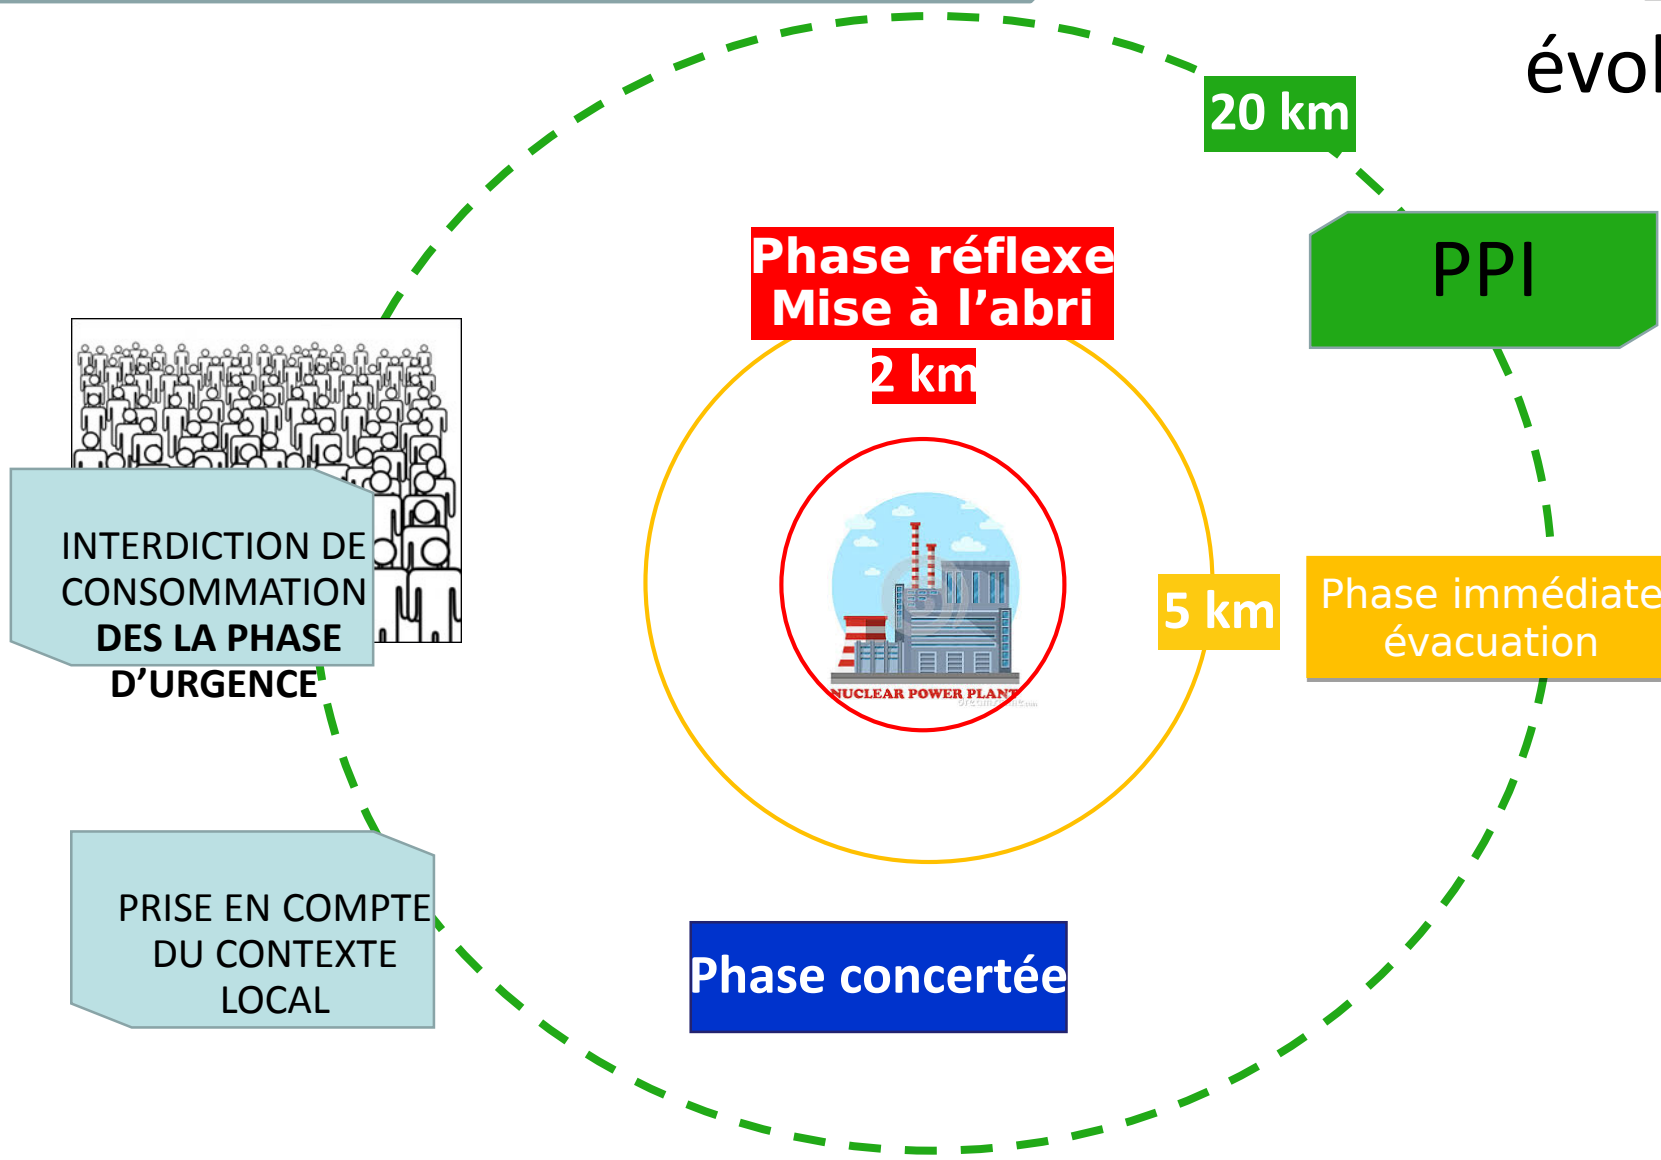 évol
20 km
PPI
Phase réflexe
Mise à l’abri
2 km
INTERDICTION DE
CONSOMMATION
DES LA PHASE
D’URGENCE
5 km
Phase immédiate
évacuation
NUCLEAR POWER PLANT
PRISE EN COMPTE
DU CONTEXTE
LOCAL
Phase concertée